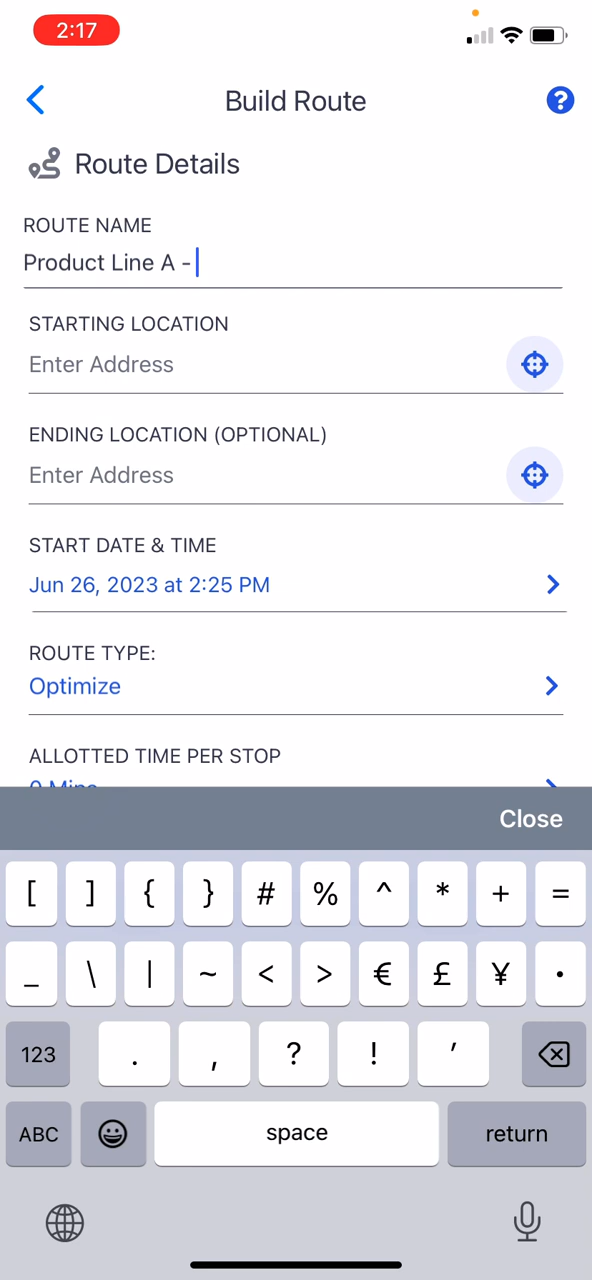 2:17
Build Route
?
Route Details
ROUTE NAME
Product Line A -
STARTING LOCATION
Enter Address
ENDING LOCATION (OPTIONAL)
Enter Address
START DATE & TIME
Jun 26, 2023 at 2:25 PM
ROUTE TYPE:
Optimize
ALLOTTED TIME PER STOP
0 Mins
Close
[ ] { } # % ^ * + =
_ \ | ~ < > € £ ¥ •
123 . , ? ! ′
ABC space return